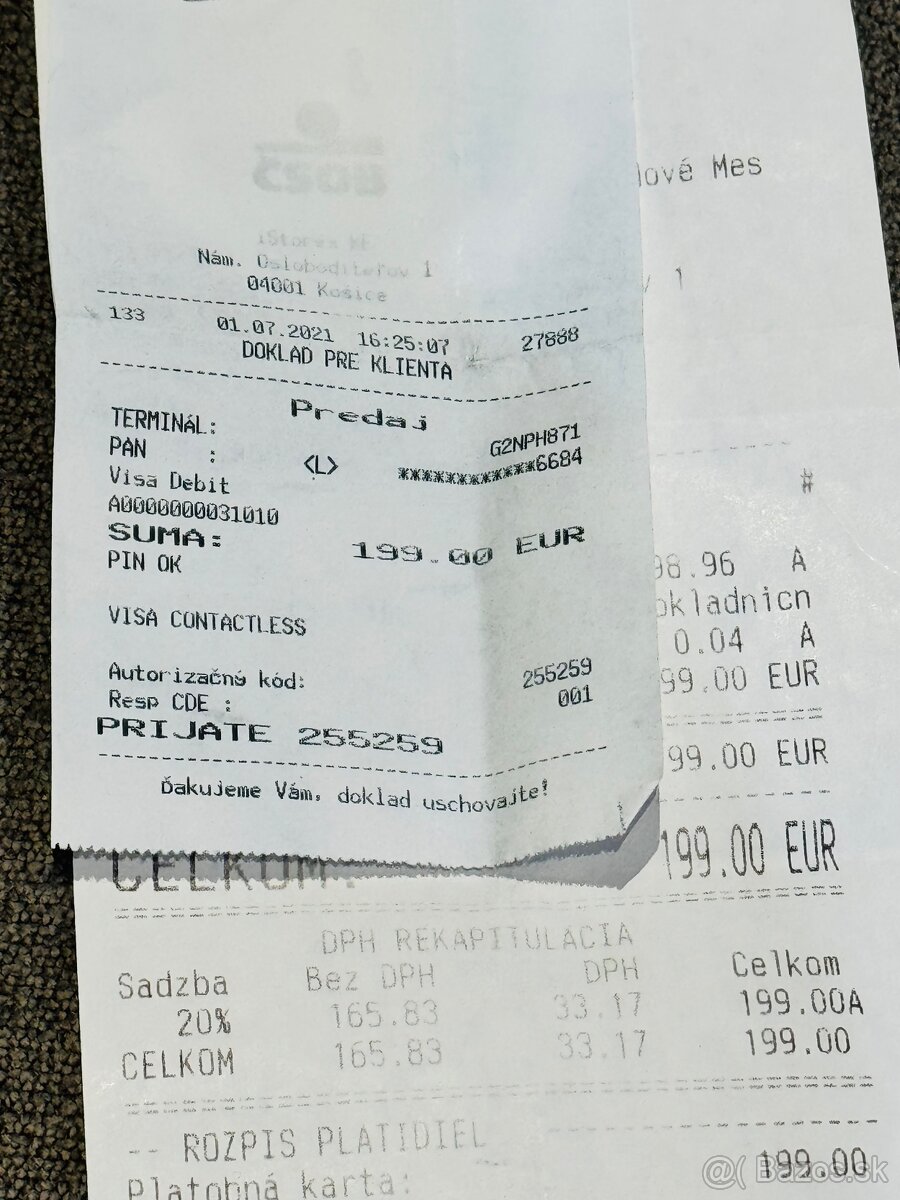 ČSOB
iStores KE
Nám. Osloboditeľov 1
04001 Košice
133 01.07.2021 16:25:07 27888
DOKLAD PRE KLIENTA
Predaj
TERMINÁL: G2NPH871
PAN : <L> ************6684
Visa Debit
A0000000031010
SUMA: 199.00 EUR
PIN OK
VISA CONTACTLESS
Autorizačný kód: 255259
Resp CDE : 001
PRIJATE 255259
Ďakujeme Vám, doklad uschovajte!
ové Mes
1
#
98.96 A
okladničn
0.04 A
99.00 EUR
99.00 EUR
CELKOM: 199.00 EUR
DPH REKAPITULÁCIA
Sadzba Bez DPH DPH Celkom
20% 165.83 33.17 199.00A
CELKOM 165.83 33.17 199.00
-- ROZPIS PLATIDIEL
Platobná karta: 199.00
@( Bazos.sk